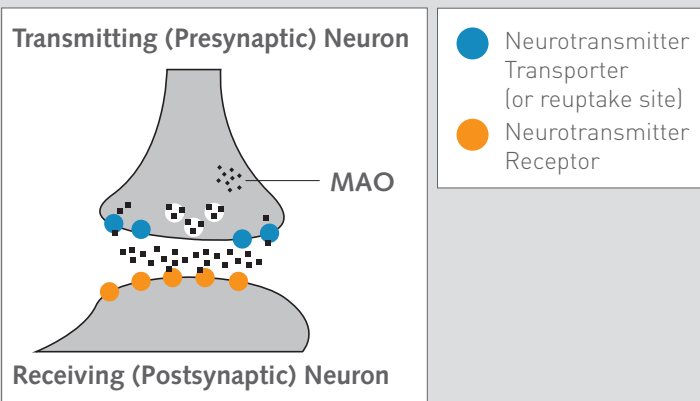 Transmitting (Presynaptic) Neuron
MAO
Receiving (Postsynaptic) Neuron
Neurotransmitter
Transporter
(or reuptake site)
Neurotransmitter
Receptor